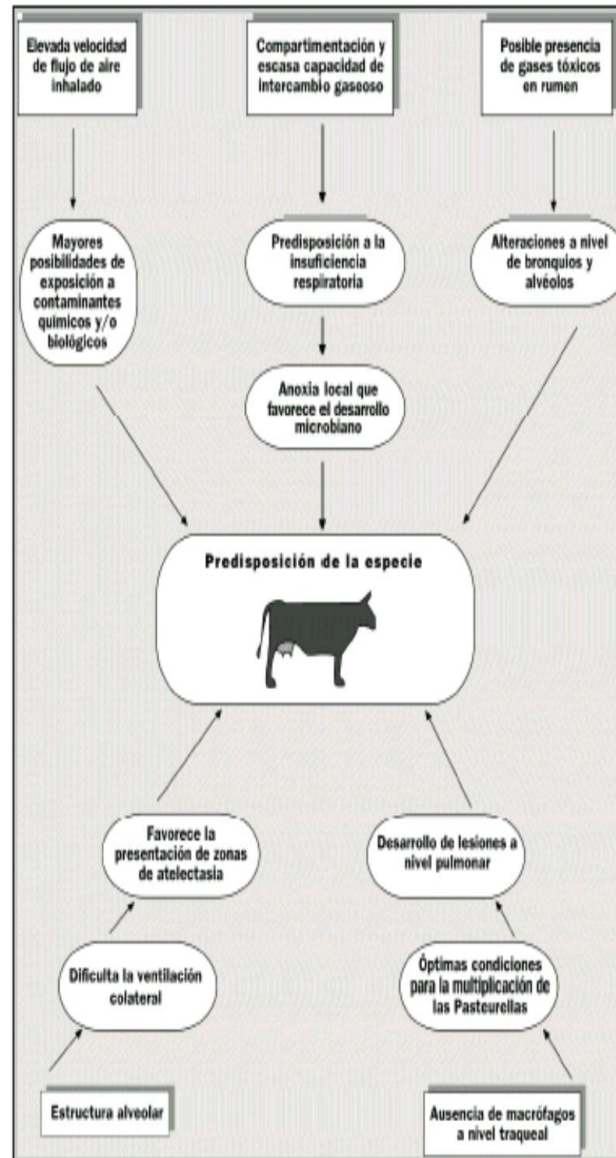 Elevada velocidad
de flujo de aire
inhalado
Compartimentación y
escasa capacidad de
intercambio gaseoso
Posible presencia
de gases tóxicos
en rumen
Mayores
posibilidades de
exposición a
contaminantes
químicos y/o
biológicos
Predisposición a la
insuficiencia
respiratoria
Alteraciones a nivel
de bronquios y
alvéolos
Anoxia local que
favorece el desarrollo
microbiano
Predisposición de la especie
Favorece la
presentación de zonas
de atelectasia
Desarrollo de lesiones a
nivel pulmonar
Dificulta la ventilación
colateral
Óptimas condiciones
para la multiplicación de
las Pasteurellas
Estructura alveolar
Ausencia de macrófagos
a nivel traqueal